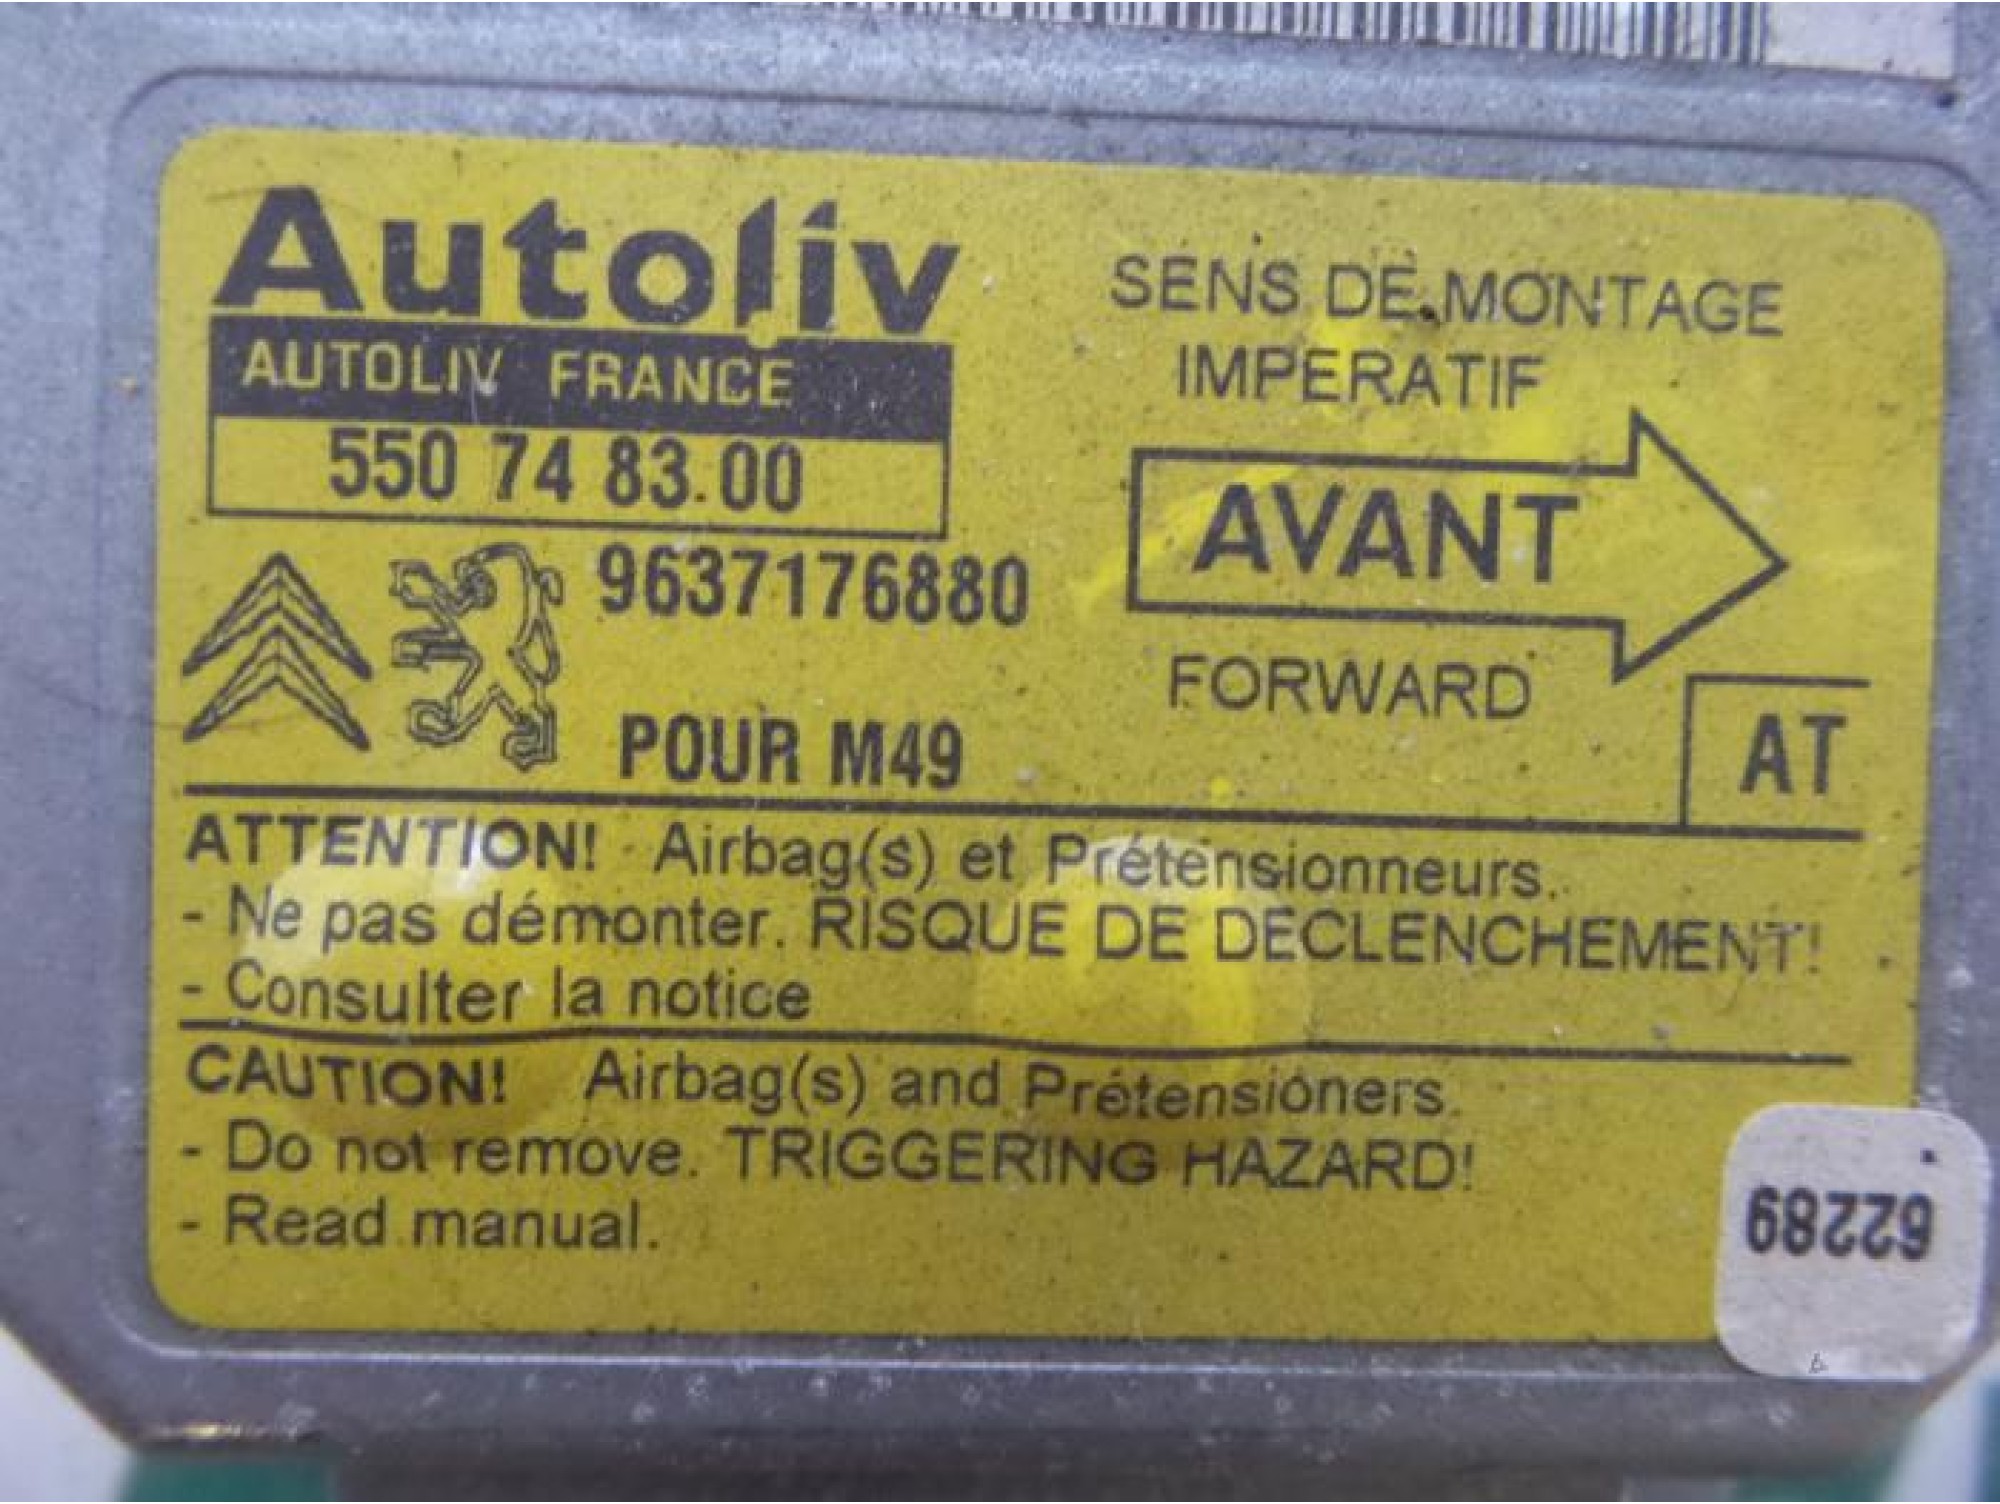 Autoliv
AUTOLIV FRANCE
550 74 83.00
9637176880
POUR M49
SENS DE MONTAGE
IMPERATIF
AVANT
FORWARD
AT
ATTENTION! Airbag(s) et Prétensionneurs.
- Ne pas démonter. RISQUE DE DECLENCHEMENT!
- Consulter la notice
CAUTION! Airbag(s) and Prétensioners.
- Do not remove. TRIGGERING HAZARD!
- Read manual.
62289